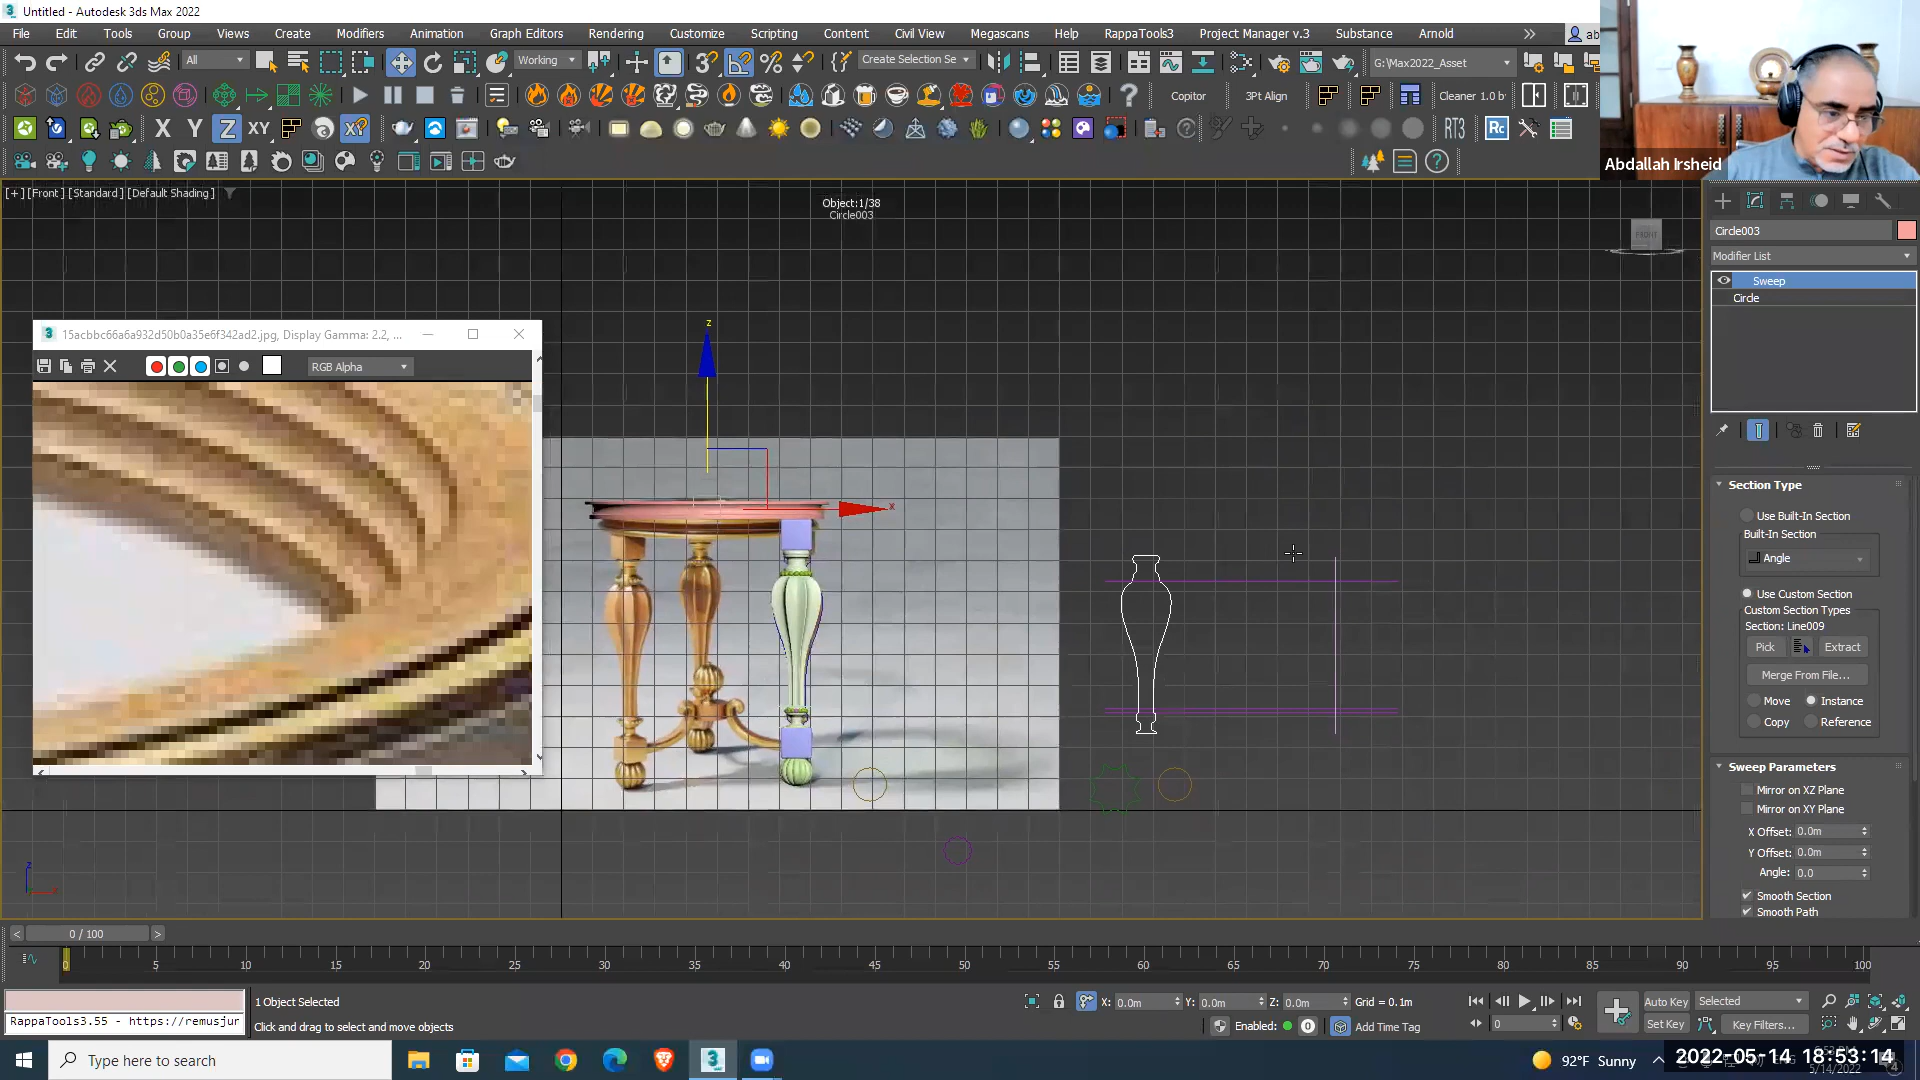 Untitled - Autodesk 3ds Max 2022
File Edit Tools Group Views Create Modifiers Animation Graph Editors Rendering Customize Scripting Content Civil View Megascans Help RappaTools3 Project Manager v.3 Substance Arnold
All Working Create Selection Se G:\Max2022_Asset
Copitor 3Pt Align Cleaner 1.0 by
X Y Z XY XY RT3 Rc
Abdallah Irsheid
[+] [Front] [Standard] [Default Shading]
Object:1/38
Circle003
FRONT
Circle003
Modifier List
Sweep
Circle
15acbbc66a6a932d50b0a35e6f342ad2.jpg, Display Gamma: 2.2, ...
RGB Alpha
z
x
Section Type
Use Built-In Section
Built-In Section
Angle
Use Custom Section
Custom Section Types
Section: Line009
Pick Extract
Merge From File...
Move Instance
Copy Reference
Sweep Parameters
Mirror on XZ Plane
Mirror on XY Plane
X Offset: 0.0m
Y Offset: 0.0m
Angle: 0.0
Smooth Section
Smooth Path
0 / 100
0 5 10 15 20 25 30 35 40 45 50 55 60 65 70 75 80 85 90 95 100
1 Object Selected
X: 0.0m Y: 0.0m Z: 0.0m Grid = 0.1m
Auto Key Selected
RappaTools3.55 - https://remusjur
Click and drag to select and move objects
Enabled: 0 Add Time Tag
0 Set Key Key Filters...
Type here to search
92°F Sunny
2022-05-14 18:53:14
5/14/2022